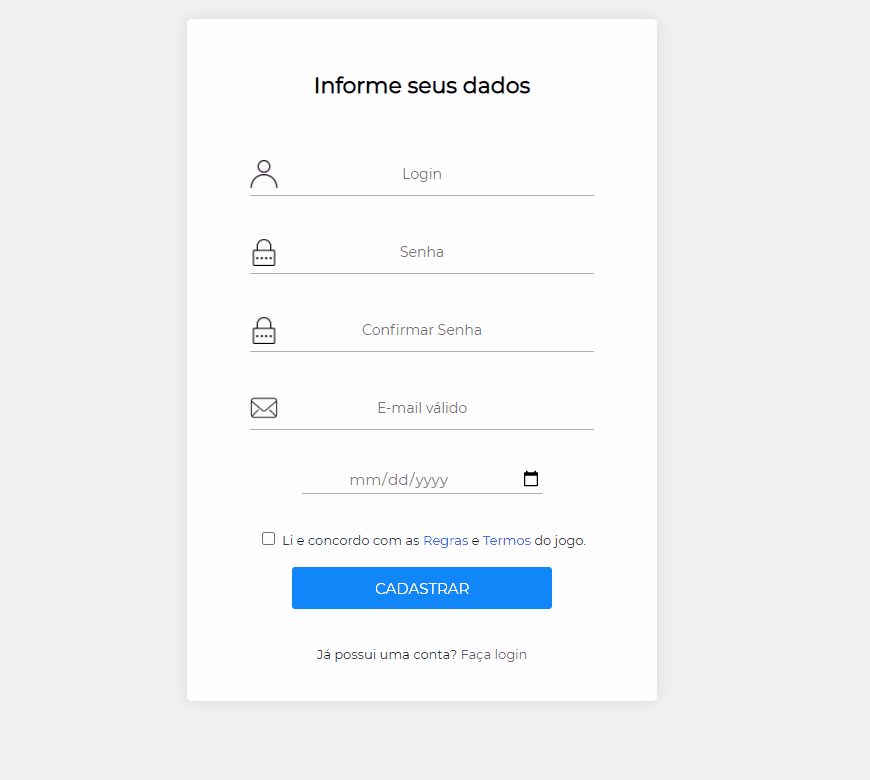 Informe seus dados
Login
Senha
Confirmar Senha
E-mail válido
mm/dd/yyyy
Li e concordo com as Regras e Termos do jogo.
CADASTRAR
Já possui uma conta? Faça login